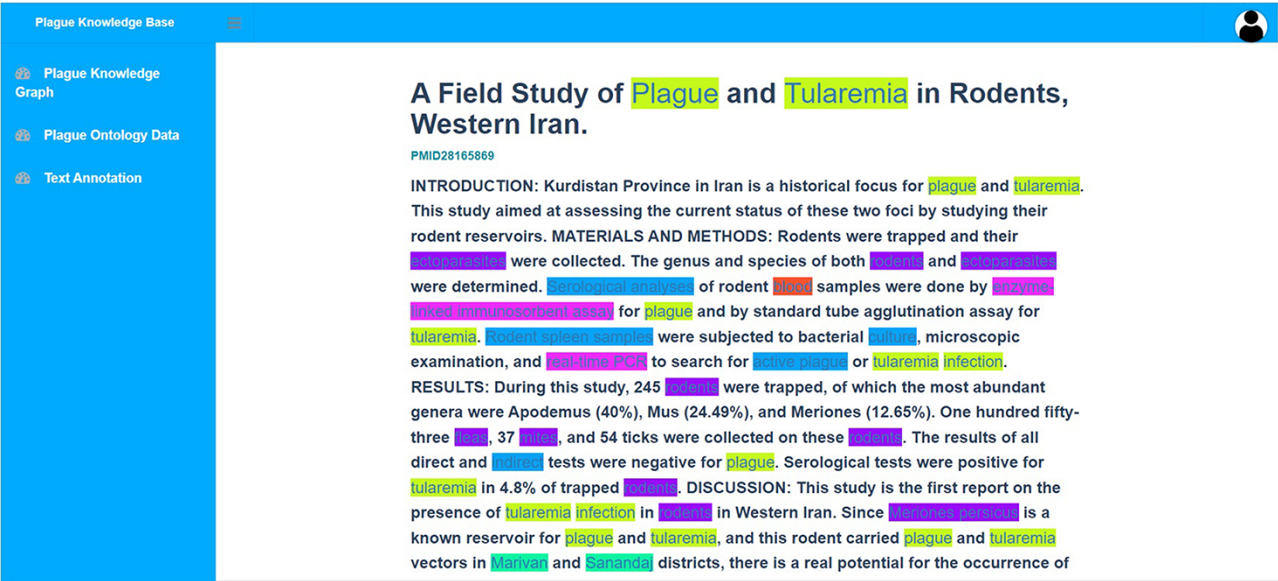 Plague Knowledge Base
Plague Knowledge
Graph
Plague Ontology Data
Text Annotation
A Field Study of Plague and Tularemia in Rodents,
Western Iran.
PMID28165869
INTRODUCTION: Kurdistan Province in Iran is a historical focus for plague and tularemia.
This study aimed at assessing the current status of these two foci by studying their
rodent reservoirs. MATERIALS AND METHODS: Rodents were trapped and their
ectoparasites were collected. The genus and species of both rodents and ectoparasites
were determined. Serological analyses of rodent blood samples were done by enzyme-
linked immunosorbent assay for plague and by standard tube agglutination assay for
tularemia. Rodent spleen samples were subjected to bacterial culture, microscopic
examination, and real-time PCR to search for active plague or tularemia infection.
RESULTS: During this study, 245 rodents were trapped, of which the most abundant
genera were Apodemus (40%), Mus (24.49%), and Meriones (12.65%). One hundred fifty-
three fleas, 37 mites, and 54 ticks were collected on these rodents. The results of all
direct and indirect tests were negative for plague. Serological tests were positive for
tularemia in 4.8% of trapped rodents. DISCUSSION: This study is the first report on the
presence of tularemia infection in rodents in Western Iran. Since Meriones persicus is a
known reservoir for plague and tularemia, and this rodent carried plague and tularemia
vectors in Marivan and Sanandaj districts, there is a real potential for the occurrence of